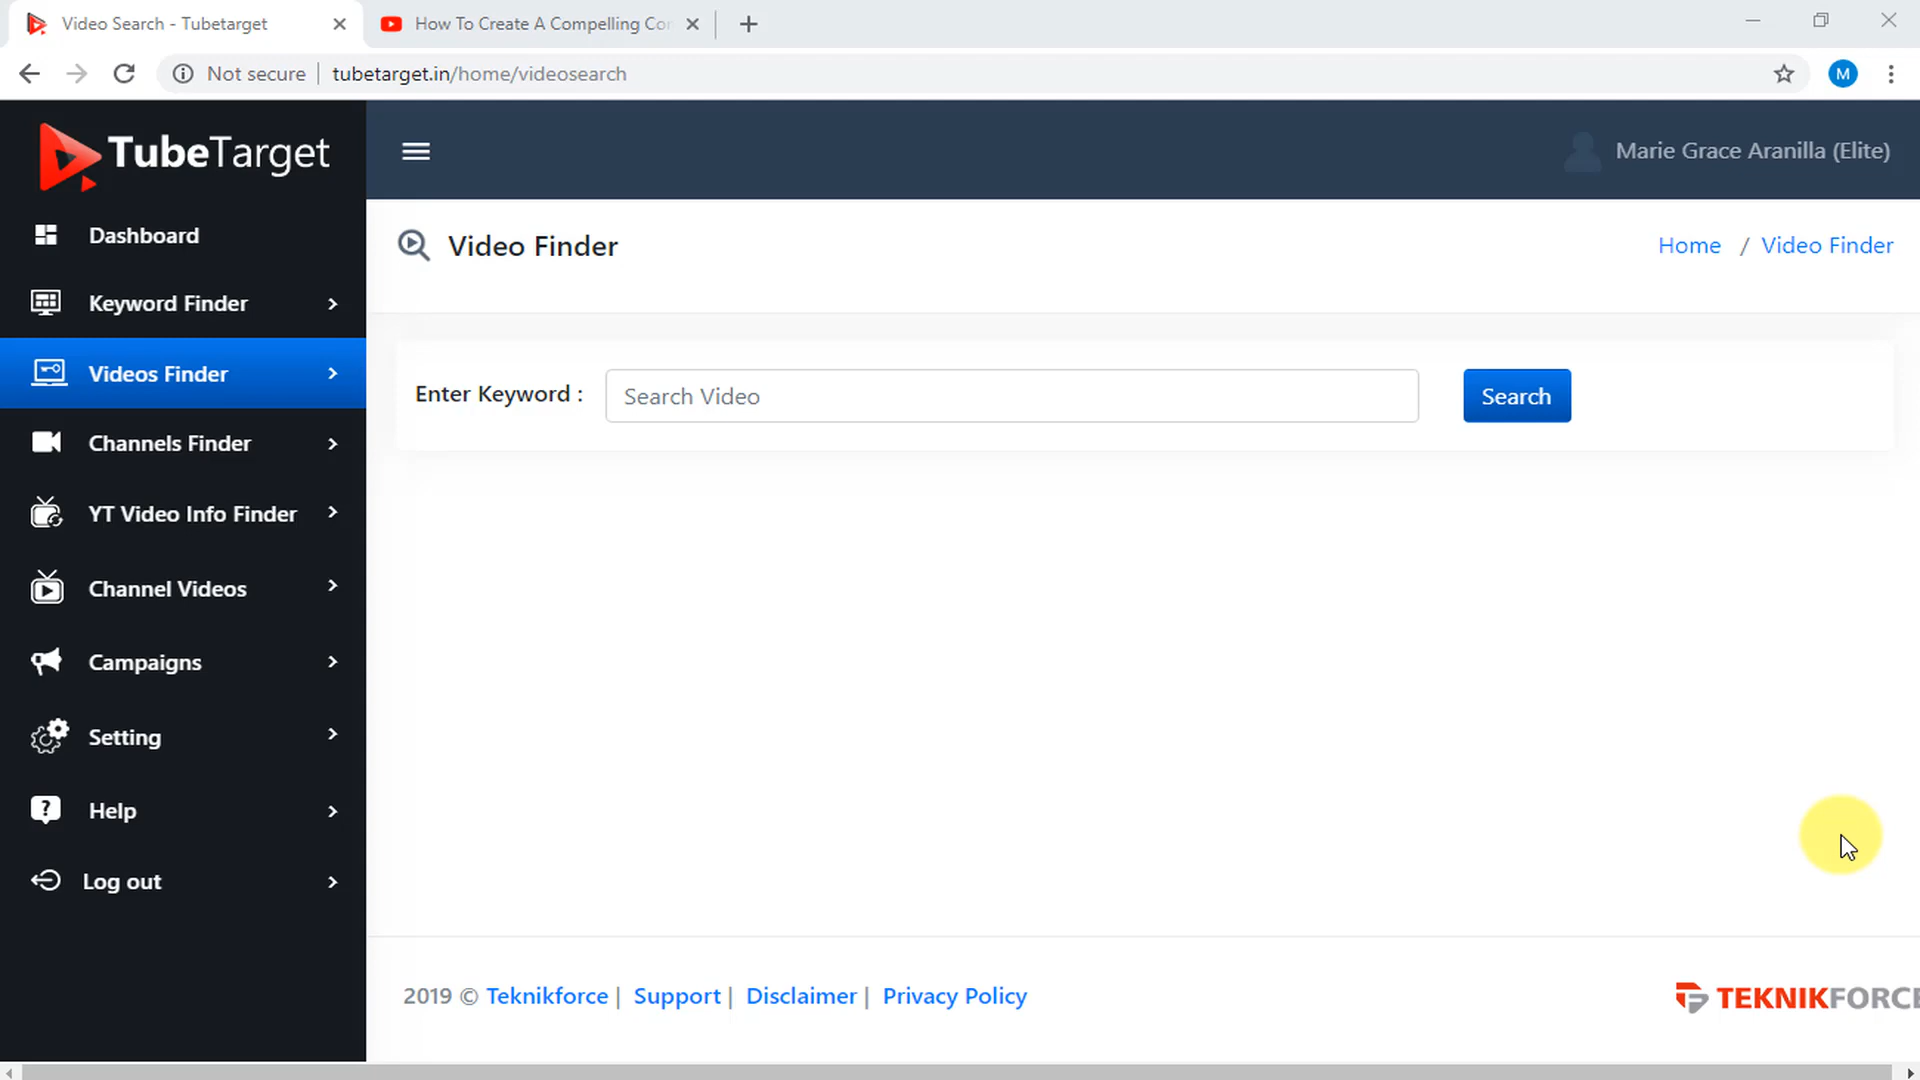 Video Search - Tubetarget
How To Create A Compelling Cor
Not secure | tubetarget.in/home/videosearch
M
TubeTarget
Marie Grace Aranilla (Elite)
Dashboard
Keyword Finder
Videos Finder
Channels Finder
YT Video Info Finder
Channel Videos
Campaigns
Setting
Help
Log out
Video Finder
Home / Video Finder
Enter Keyword :
Search Video
Search
2019 © Teknikforce | Support | Disclaimer | Privacy Policy
TEKNIKFORCE